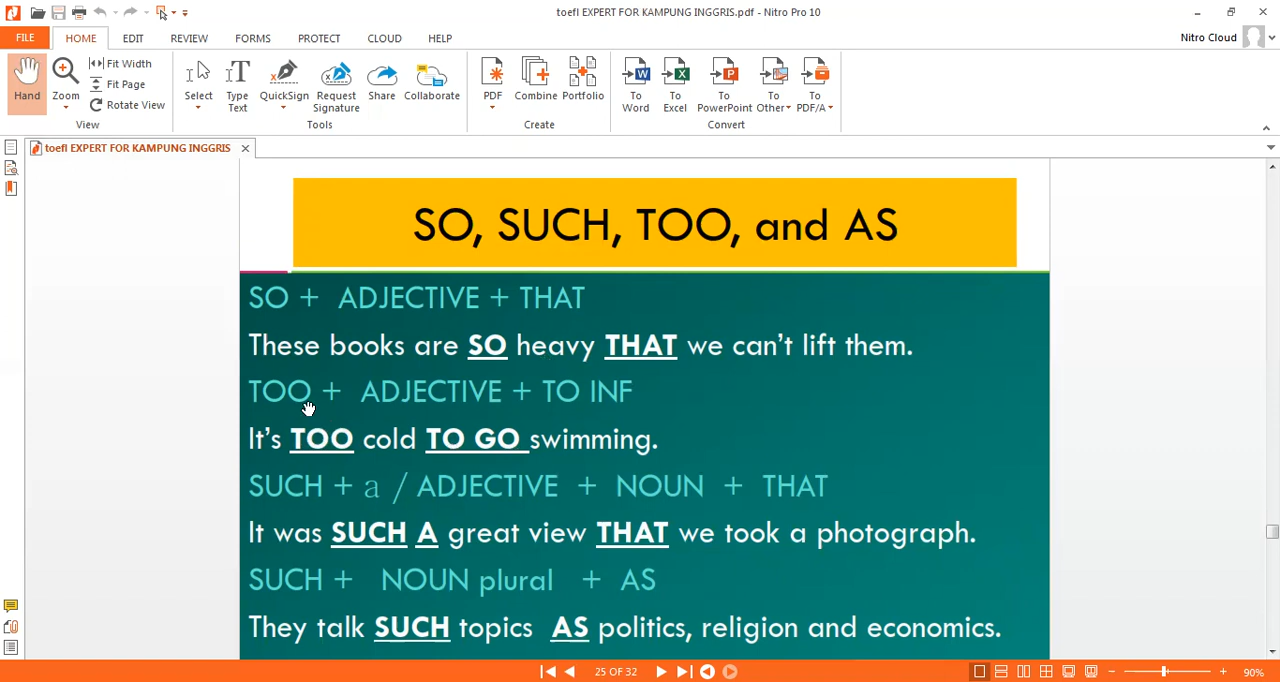 toefl EXPERT FOR KAMPUNG INGGRIS.pdf - Nitro Pro 10
FILE HOME EDIT REVIEW FORMS PROTECT CLOUD HELP Nitro Cloud
Hand
Zoom
Fit Width
Fit Page
Rotate View
View
Select
Type Text
QuickSign
Request Signature
Share
Collaborate
Tools
PDF
Combine
Portfolio
Create
To Word
To Excel
To PowerPoint
To Other
To PDF/A
Convert
toefl EXPERT FOR KAMPUNG INGGRIS
SO, SUCH, TOO, and AS
SO + ADJECTIVE + THAT
These books are SO heavy THAT we can't lift them.
TOO + ADJECTIVE + TO INF
It's TOO cold TO GO swimming.
SUCH + a / ADJECTIVE + NOUN + THAT
It was SUCH A great view THAT we took a photograph.
SUCH + NOUN plural + AS
They talk SUCH topics AS politics, religion and economics.
25 OF 32
90%